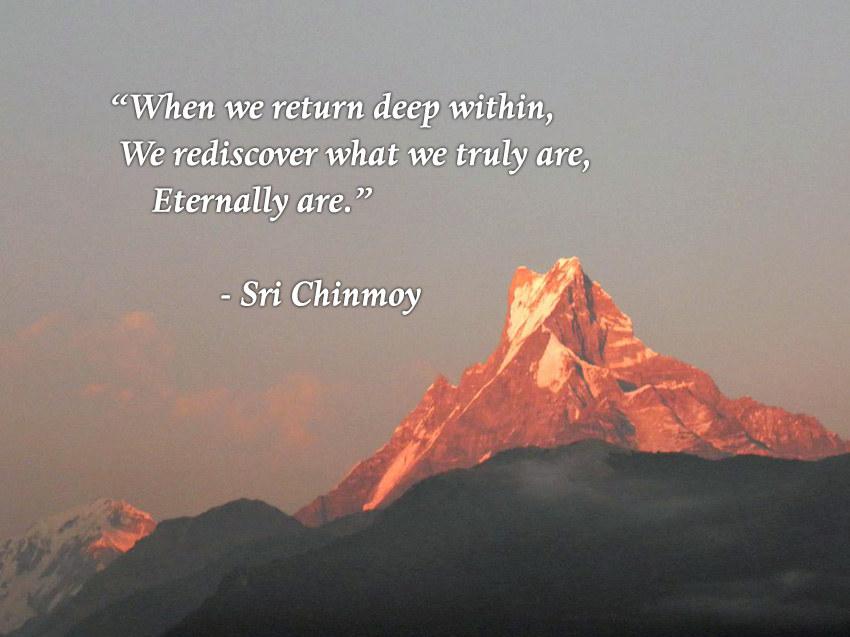 “When we return deep within,
We rediscover what we truly are,
Eternally are.”
- Sri Chinmoy